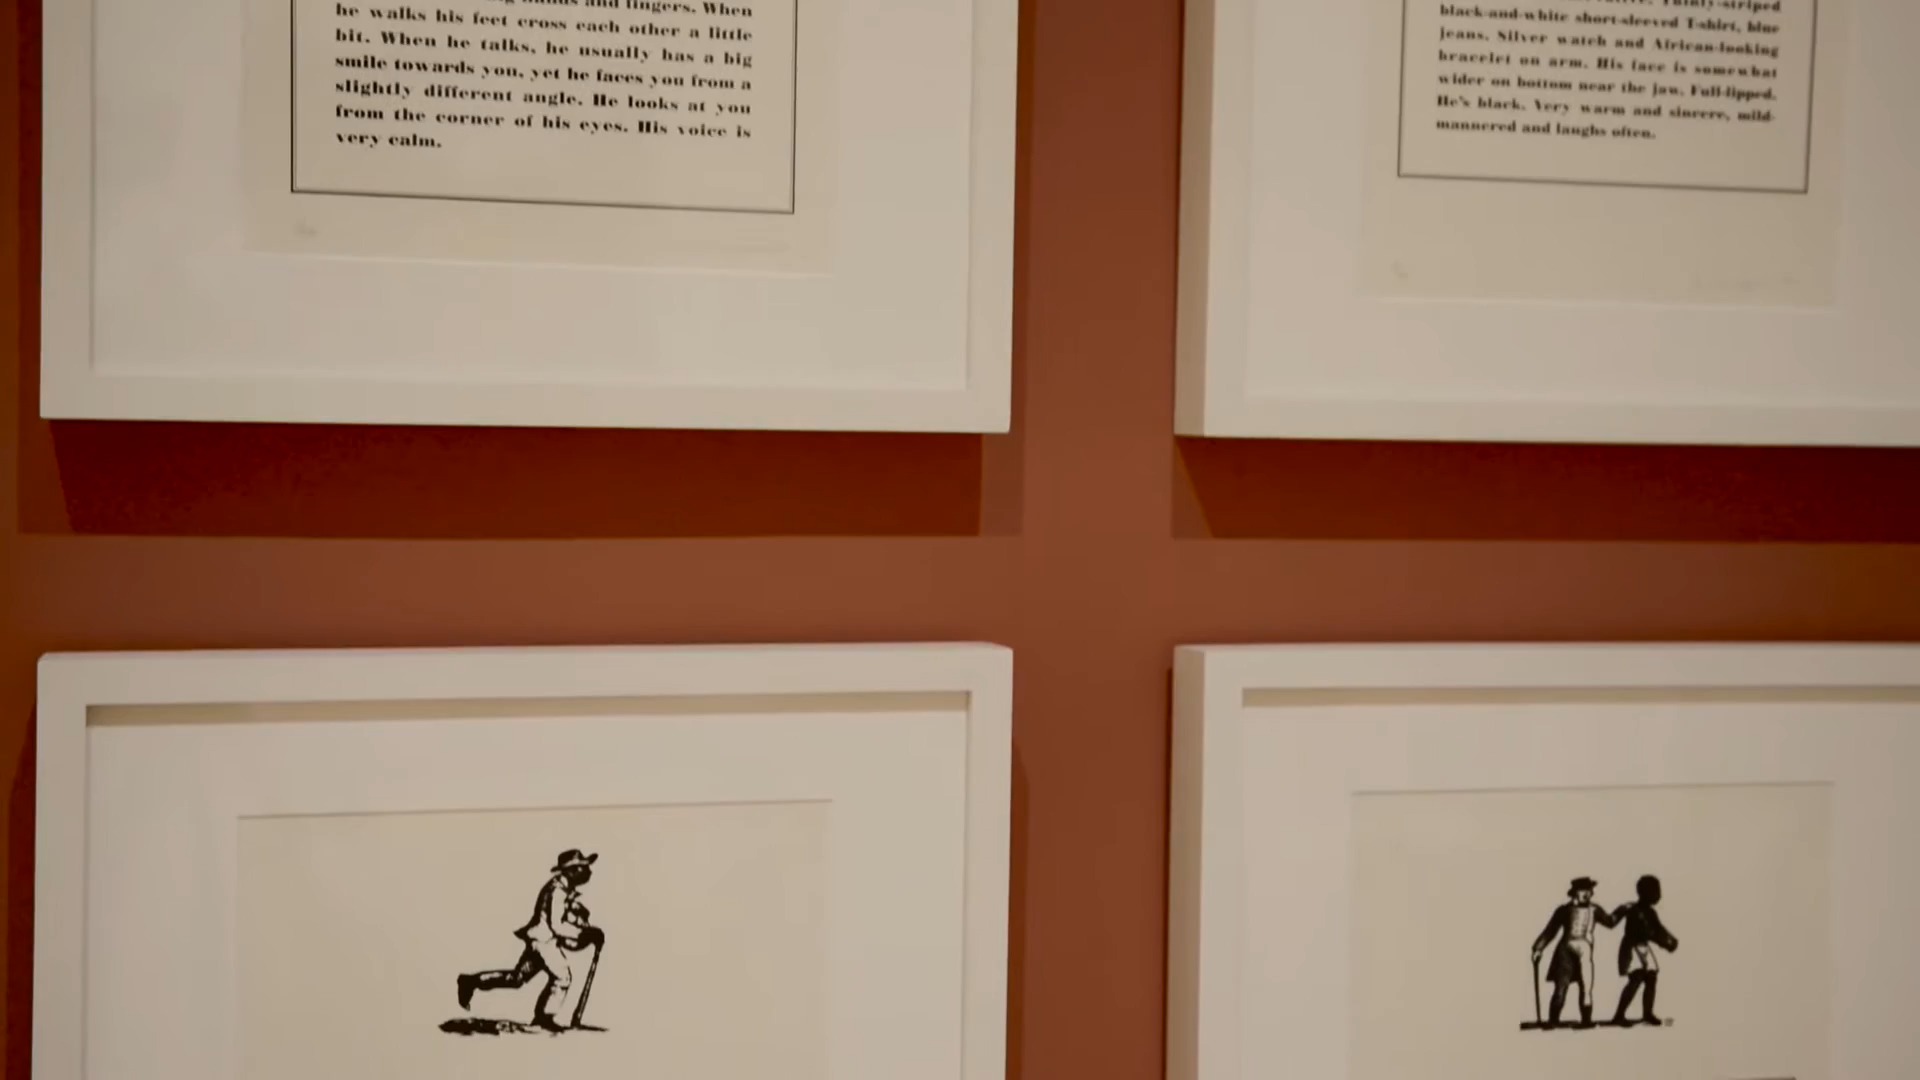 and fingers. When
he walks his feet cross each other a little
bit. When he talks, he usually has a big
smile towards you, yet he faces you from a
slightly different angle. He looks at you
from the corner of his eyes. His voice is
very calm.
Thinly-striped
black-and-white short-sleeved T-shirt, blue
jeans. Silver watch and African-looking
bracelet on arm. His face is somewhat
wider on bottom near the jaw. Full-lipped.
He's black. Very warm and sincere, mild-
mannered and laughs often.